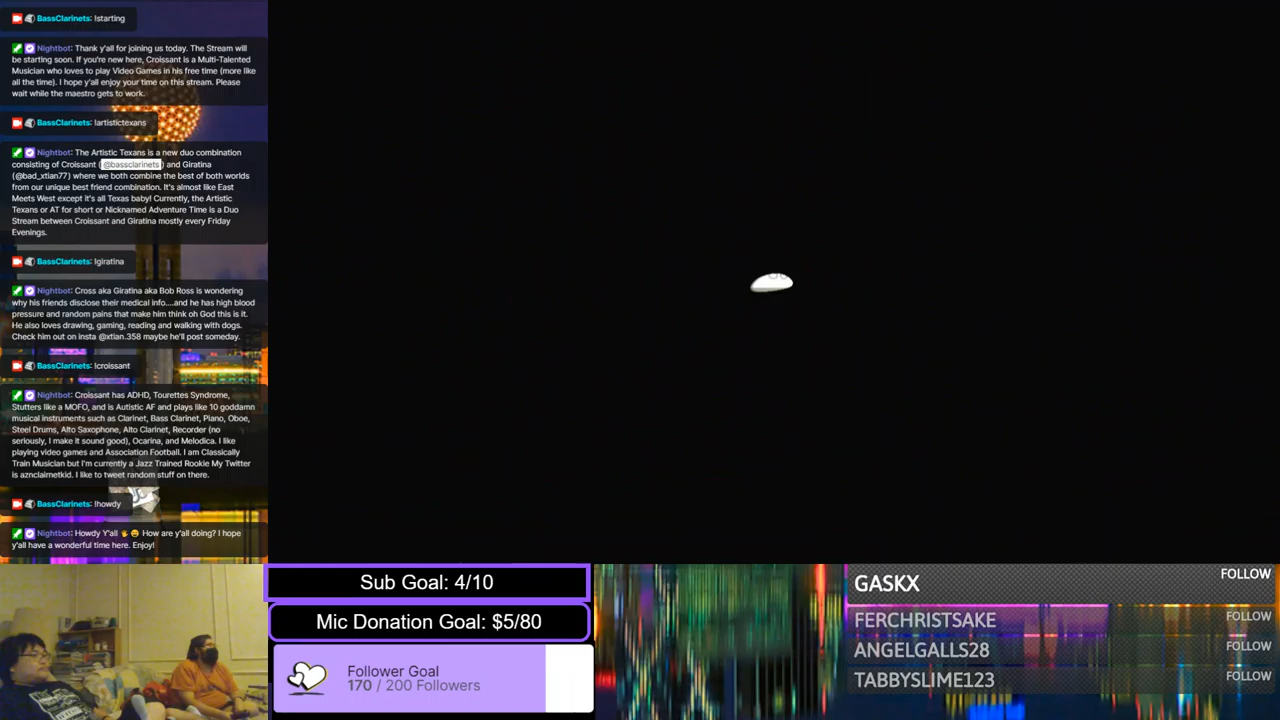 BassClarinets: !starting
Nightbot: Thank y'all for joining us today. The Stream will
be starting soon. If you're new here, Croissant is a Multi-Talented
Musician who loves to play Video Games in his free time (more like
all the time). I hope y'all enjoy your time on this stream. Please
wait while the maestro gets to work.
BassClarinets: !artistictexans
Nightbot: The Artistic Texans is a new duo combination
consisting of Croissant ( @bassclarinets ) and Giratina
(@bad_xtian77) where we both combine the best of both worlds
from our unique best friend combination. It's almost like East
Meets West except it's all Texas baby! Currently, the Artistic
Texans or AT for short or Nicknamed Adventure Time is a Duo
Stream between Croissant and Giratina mostly every Friday
Evenings.
BassClarinets: !giratina
Nightbot: Cross aka Giratina aka Bob Ross is wondering
why his friends disclose their medical info....and he has high blood
pressure and random pains that make him think oh God this is it.
He also loves drawing, gaming, reading and walking with dogs.
Check him out on insta @xtian.358 maybe he'll post someday.
BassClarinets: !croissant
Nightbot: Croissant has ADHD, Tourettes Syndrome,
Stutters like a MOFO, and is Autistic AF and plays like 10 goddamn
musical instruments such as Clarinet, Bass Clarinet, Piano, Oboe,
Steel Drums, Alto Saxophone, Alto Clarinet, Recorder (no
seriously, I make it sound good), Ocarina, and Melodica. I like
playing video games and Association Football. I am Classically
Train Musician but I'm currently a Jazz Trained Rookie My Twitter
is aznclairnetkid. I like to tweet random stuff on there.
BassClarinets: !howdy
Nightbot: Howdy Y'all 🖐 😄 How are y'all doing? I hope
y'all have a wonderful time here. Enjoy!
Sub Goal: 4/10
Mic Donation Goal: $5/80
Follower Goal
170 / 200 Followers
GASKX FOLLOW
FERCHRISTSAKE FOLLOW
ANGELGALLS28 FOLLOW
TABBYSLIME123 FOLLOW